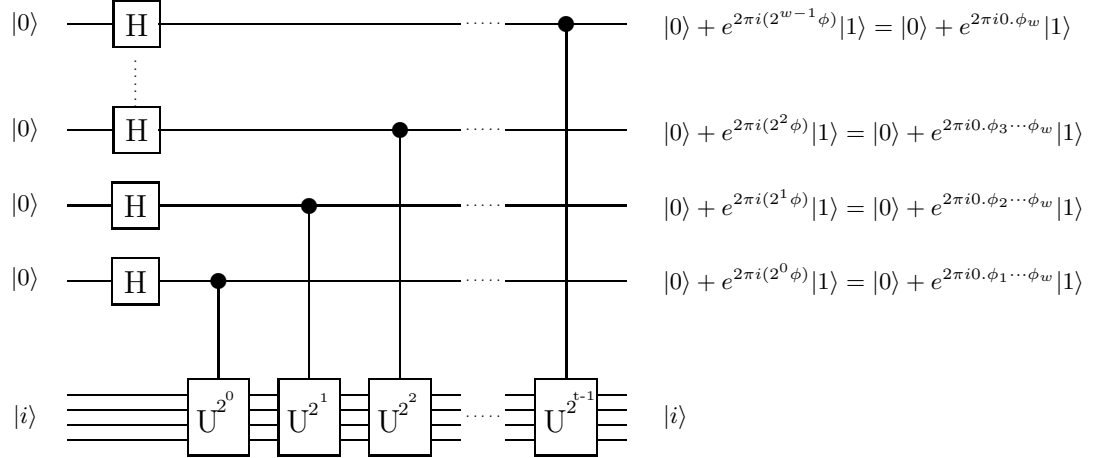 |0⟩ H |0⟩ + e^{2πi(2^{w−1}ϕ)}|1⟩ = |0⟩ + e^{2πi0.ϕ_w}|1⟩
|0⟩ H |0⟩ + e^{2πi(2^2ϕ)}|1⟩ = |0⟩ + e^{2πi0.ϕ_3⋯ϕ_w}|1⟩
|0⟩ H |0⟩ + e^{2πi(2^1ϕ)}|1⟩ = |0⟩ + e^{2πi0.ϕ_2⋯ϕ_w}|1⟩
|0⟩ H |0⟩ + e^{2πi(2^0ϕ)}|1⟩ = |0⟩ + e^{2πi0.ϕ_1⋯ϕ_w}|1⟩
|i⟩ U^{2^0} U^{2^1} U^{2^2} U^{2^{t-1}} |i⟩